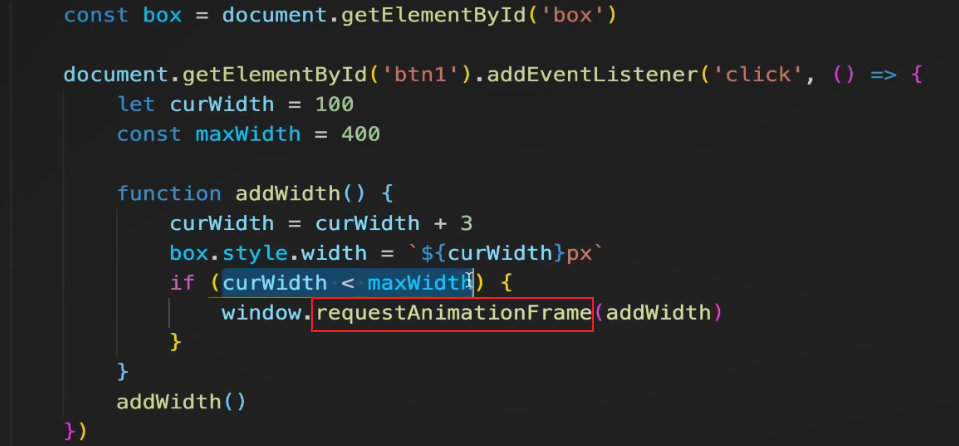 const box = document.getElementById('box')
document.getElementById('btn1').addEventListener('click', () => {
let curWidth = 100
const maxWidth = 400
function addWidth() {
curWidth = curWidth + 3
box.style.width = `${curWidth}px`
if (curWidth < maxWidth) {
window.requestAnimationFrame(addWidth)
}
}
addWidth()
})